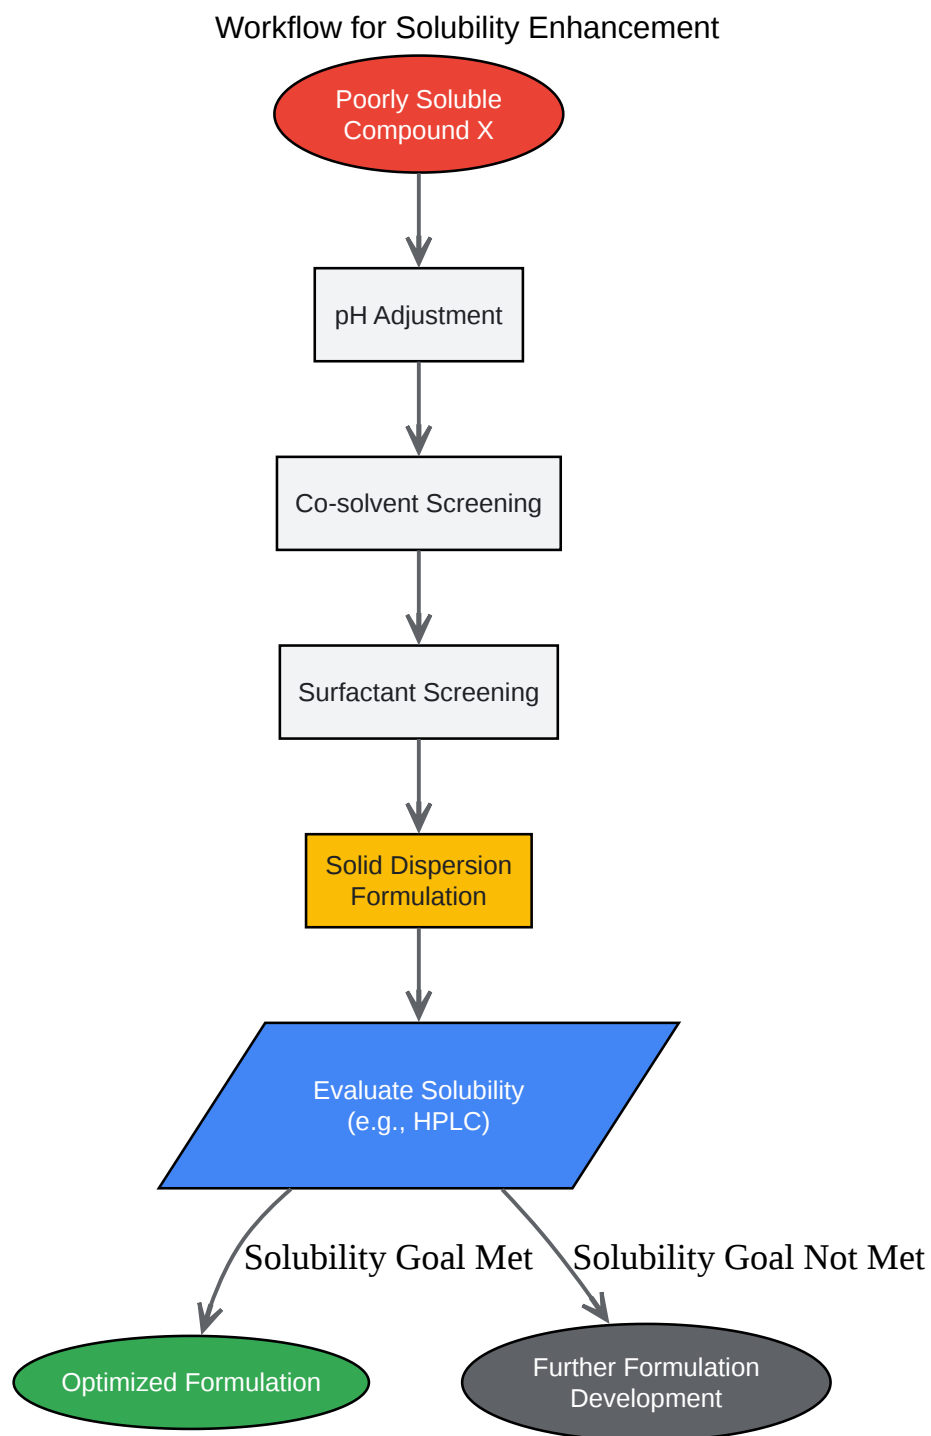 Workflow for Solubility Enhancement
Poorly Soluble
Compound X
pH Adjustment
Co-solvent Screening
Surfactant Screening
Solid Dispersion
Formulation
Evaluate Solubility
(e.g., HPLC)
Solubility Goal Met
Solubility Goal Not Met
Optimized Formulation
Further Formulation
Development